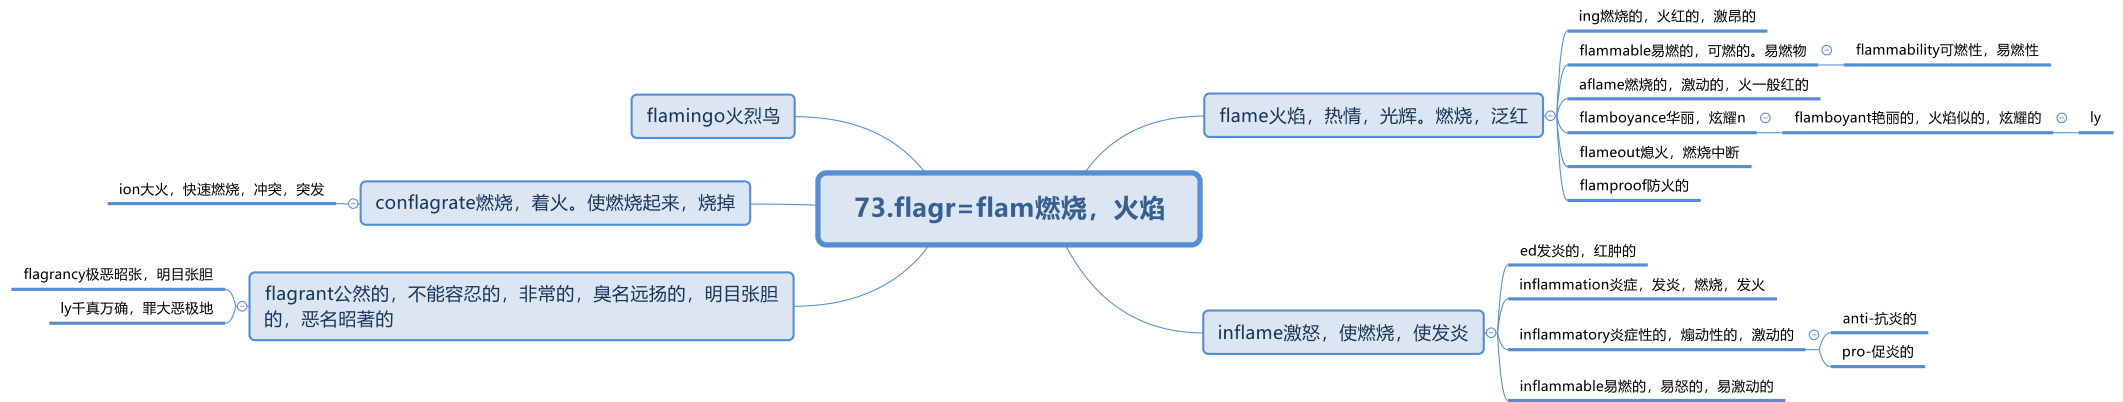 73.flagr=flam燃烧，火焰
flame火焰，热情，光辉。燃烧，泛红
ing燃烧的，火红的，激昂的
flammable易燃的，可燃的。易燃物
flammability可燃性，易燃性
aflame燃烧的，激动的，火一般红的
flamboyance华丽，炫耀n
flamboyant艳丽的，火焰似的，炫耀的
ly
flameout熄火，燃烧中断
flamproof防火的
inflame激怒，使燃烧，使发炎
ed发炎的，红肿的
inflammation炎症，发炎，燃烧，发火
inflammatory炎症性的，煽动性的，激动的
anti-抗炎的
pro-促炎的
inflammable易燃的，易怒的，易激动的
flamingo火烈鸟
conflagrate燃烧，着火。使燃烧起来，烧掉
ion大火，快速燃烧，冲突，突发
flagrant公然的，不能容忍的，非常的，臭名远扬的，明目张胆
的，恶名昭著的
flagrancy极恶昭张，明目张胆
ly千真万确，罪大恶极地